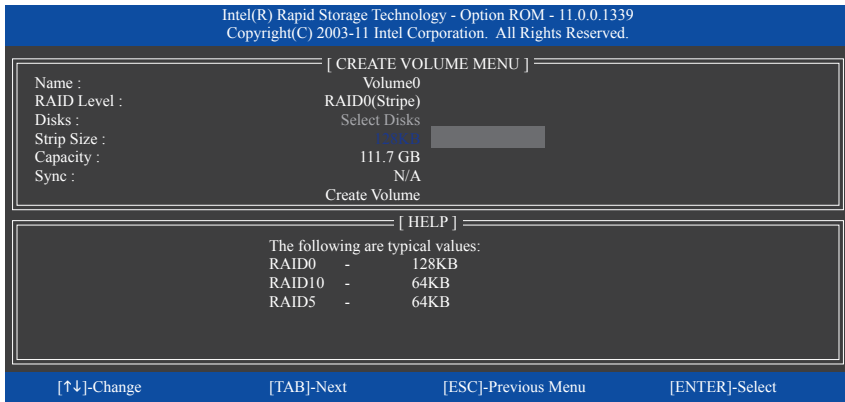 Intel(R) Rapid Storage Technology - Option ROM - 11.0.0.1339
Copyright(C) 2003-11 Intel Corporation. All Rights Reserved.
[ CREATE VOLUME MENU ]
Name : Volume0
RAID Level : RAID0(Stripe)
Disks : Select Disks
Strip Size : 128KB
Capacity : 111.7 GB
Sync : N/A
Create Volume
[ HELP ]
The following are typical values:
RAID0 - 128KB
RAID10 - 64KB
RAID5 - 64KB
[↑↓]-Change [TAB]-Next [ESC]-Previous Menu [ENTER]-Select